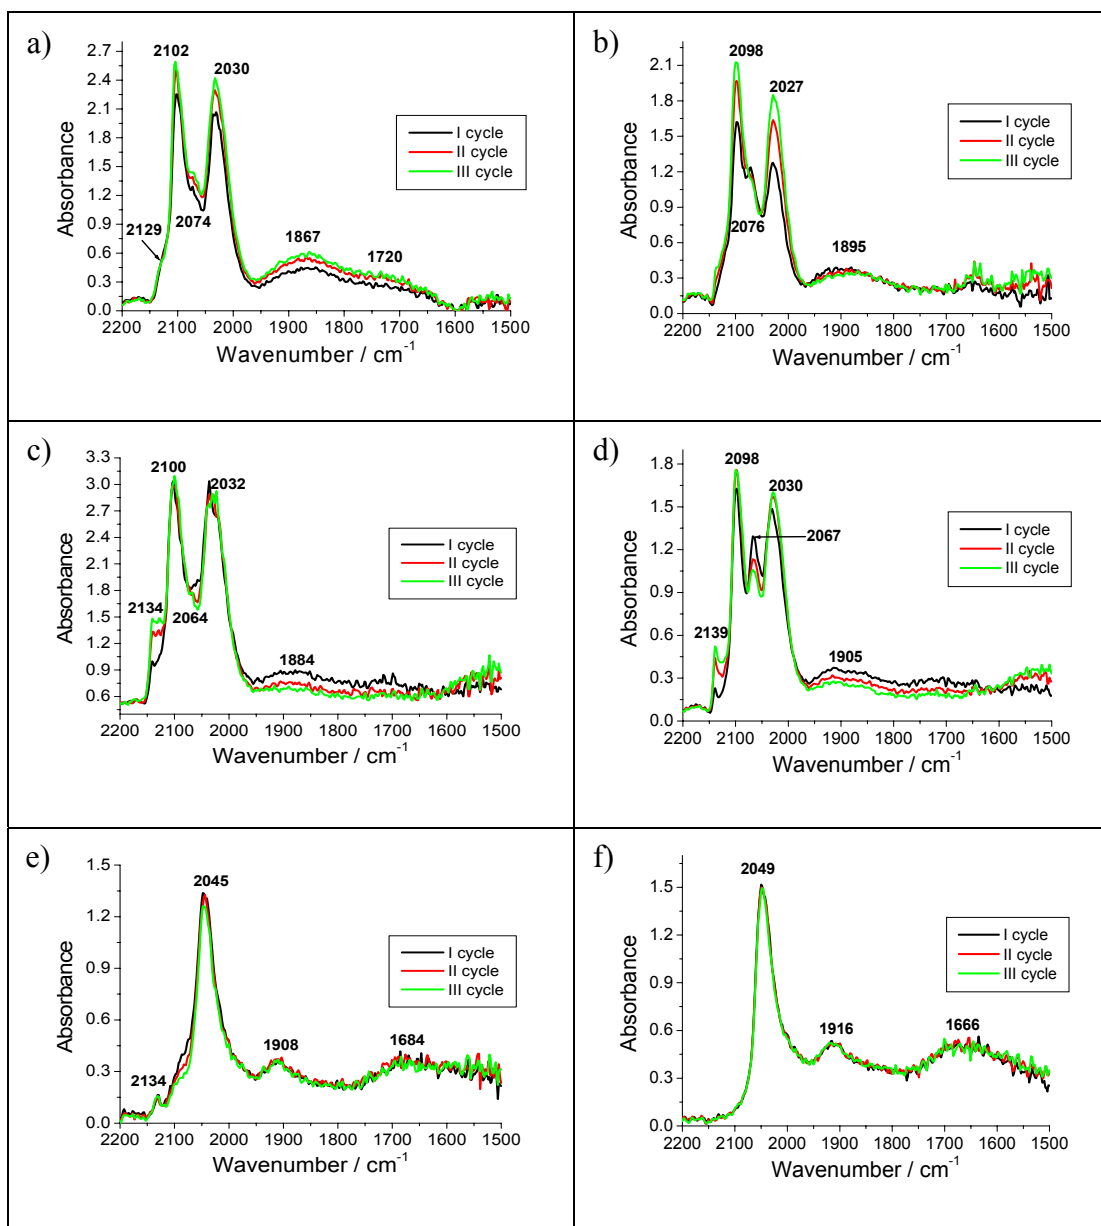 a)
2102
2030
2129
2074
1867
1720
I cycle
II cycle
III cycle
Absorbance
2.7
2.4
2.1
1.8
1.5
1.2
0.9
0.6
0.3
0.0
2200 2100 2000 1900 1800 1700 1600 1500
Wavenumber / cm-1
b)
2098
2027
2076
1895
I cycle
II cycle
III cycle
Absorbance
2.1
1.8
1.5
1.2
0.9
0.6
0.3
0.0
2200 2100 2000 1900 1800 1700 1600 1500
Wavenumber / cm-1
c)
2100
2032
2134
2064
1884
I cycle
II cycle
III cycle
Absorbance
3.3
3.0
2.7
2.4
2.1
1.8
1.5
1.2
0.9
0.6
2200 2100 2000 1900 1800 1700 1600 1500
Wavenumber / cm-1
d)
2098
2030
2067
2139
1905
I cycle
II cycle
III cycle
Absorbance
1.8
1.5
1.2
0.9
0.6
0.3
0.0
2200 2100 2000 1900 1800 1700 1600 1500
Wavenumber / cm-1
e)
2045
2134
1908
1684
I cycle
II cycle
III cycle
Absorbance
1.5
1.2
0.9
0.6
0.3
0.0
2200 2100 2000 1900 1800 1700 1600 1500
Wavenumber / cm-1
f)
2049
1916
1666
I cycle
II cycle
III cycle
Absorbance
1.5
1.2
0.9
0.6
0.3
0.0
2200 2100 2000 1900 1800 1700 1600 1500
Wavenumber / cm-1